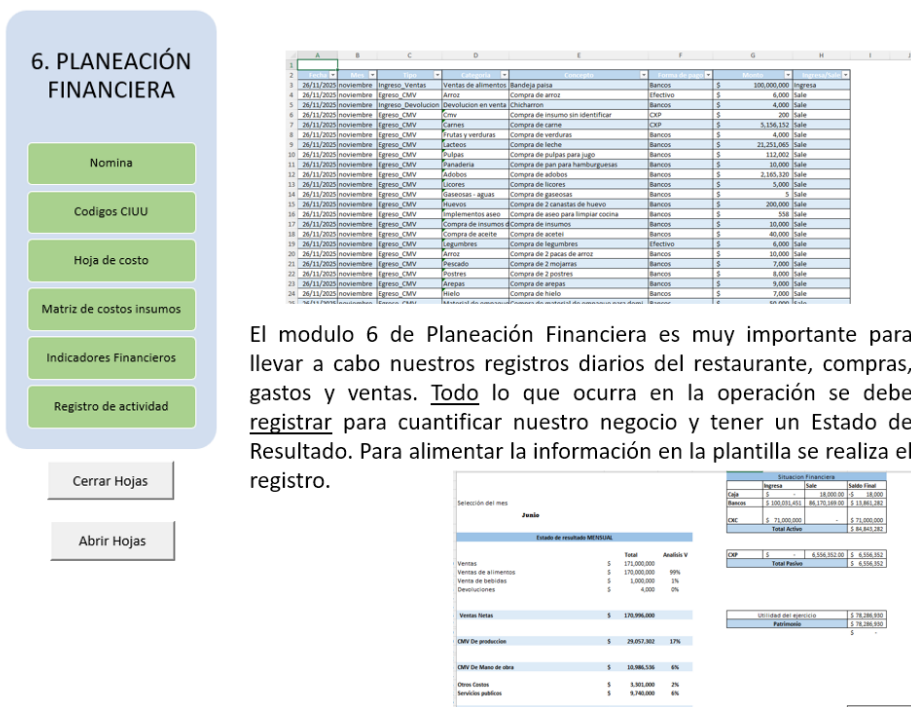 6. PLANEACIÓN
FINANCIERA
Nomina
Codigos CIUU
Hoja de costo
Matriz de costos insumos
Indicadores Financieros
Registro de actividad
Cerrar Hojas
Abrir Hojas
A B C D E F G H I
1
2 Fecha Mes Tipo Categoria Concepto Forma de pago Monto Ingresa/Sale
3 26/11/2025 noviembre Ingreso_Ventas Ventas de alimentos Bandeja paisa Bancos $ 100,000,000 Ingresa
4 26/11/2025 noviembre Egreso_CMV Arroz Compra de arroz Efectivo $ 6,000 Sale
5 26/11/2025 noviembre Ingreso_Devolucion Devolucion en venta Chicharron Bancos $ 4,000 Sale
6 26/11/2025 noviembre Egreso_CMV Cmv Compra de insumo sin identificar CXP $ 200 Sale
7 26/11/2025 noviembre Egreso_CMV Carnes Compra de carne CXP $ 5,156,152 Sale
8 26/11/2025 noviembre Egreso_CMV Frutas y verduras Compra de verduras Bancos $ 4,000 Sale
9 26/11/2025 noviembre Egreso_CMV Lacteos Compra de leche Bancos $ 21,251,065 Sale
10 26/11/2025 noviembre Egreso_CMV Pulpas Compra de pulpas para jugo Bancos $ 112,002 Sale
11 26/11/2025 noviembre Egreso_CMV Panaderia Compra de pan para hamburguesas Bancos $ 10,000 Sale
12 26/11/2025 noviembre Egreso_CMV Adobos Compra de adobos Bancos $ 2,165,320 Sale
13 26/11/2025 noviembre Egreso_CMV Licores Compra de licores Bancos $ 5,000 Sale
14 26/11/2025 noviembre Egreso_CMV Gaseosas - aguas Compra de gaseosas Bancos $ 5 Sale
15 26/11/2025 noviembre Egreso_CMV Huevos Compra de 2 canastas de huevo Bancos $ 200,000 Sale
16 26/11/2025 noviembre Egreso_CMV Implementos aseo Compra de aseo para limpiar cocina Bancos $ 558 Sale
17 26/11/2025 noviembre Egreso_CMV Compra de insumos d Compra de insumos Bancos $ 10,000 Sale
18 26/11/2025 noviembre Egreso_CMV Compra de aceite Compra de acetei Bancos $ 40,000 Sale
19 26/11/2025 noviembre Egreso_CMV Legumbres Compra de legumbres Efectivo $ 6,000 Sale
20 26/11/2025 noviembre Egreso_CMV Arroz Compra de 2 pacas de arroz Bancos $ 10,000 Sale
21 26/11/2025 noviembre Egreso_CMV Pescado Compra de 2 mojarras Bancos $ 7,000 Sale
22 26/11/2025 noviembre Egreso_CMV Postres Compra de 2 postres Bancos $ 8,000 Sale
23 26/11/2025 noviembre Egreso_CMV Arepas Compra de arepas Bancos $ 9,000 Sale
24 26/11/2025 noviembre Egreso_CMV Hielo Compra de hielo Bancos $ 7,000 Sale
El modulo 6 de Planeación Financiera es muy importante para
llevar a cabo nuestros registros diarios del restaurante, compras,
gastos y ventas. Todo lo que ocurra en la operación se debe
registrar para cuantificar nuestro negocio y tener un Estado de
Resultado. Para alimentar la información en la plantilla se realiza el
registro.
Selección del mes
Junio
Estado de resultado MENSUAL
Total Analisis V
Ventas $ 171,000,000
Ventas de alimentos $ 170,000,000 99%
Venta de bebidas $ 1,000,000 1%
Devoluciones $ 4,000 0%
Ventas Netas $ 170,996,000
CMV De produccion $ 29,057,302 17%
CMV De Mano de obra $ 10,986,536 6%
Otros Costos $ 3,501,000 2%
Servicios publicos $ 9,740,000 6%
Situacion Financiera
Ingresa Sale Saldo Final
Caja $ - 18,000.00 -$ 18,000
Bancos $ 100,031,451 86,170,169.00 $ 13,861,282
CXC $ 71,000,000 - $ 71,000,000
Total Activo $ 84,843,282
CXP $ - 6,556,352.00 $ 6,556,352
Total Pasivo $ 6,556,352
Utilidad del ejercicio $ 78,286,930
Patrimonio $ 78,286,930
$ -